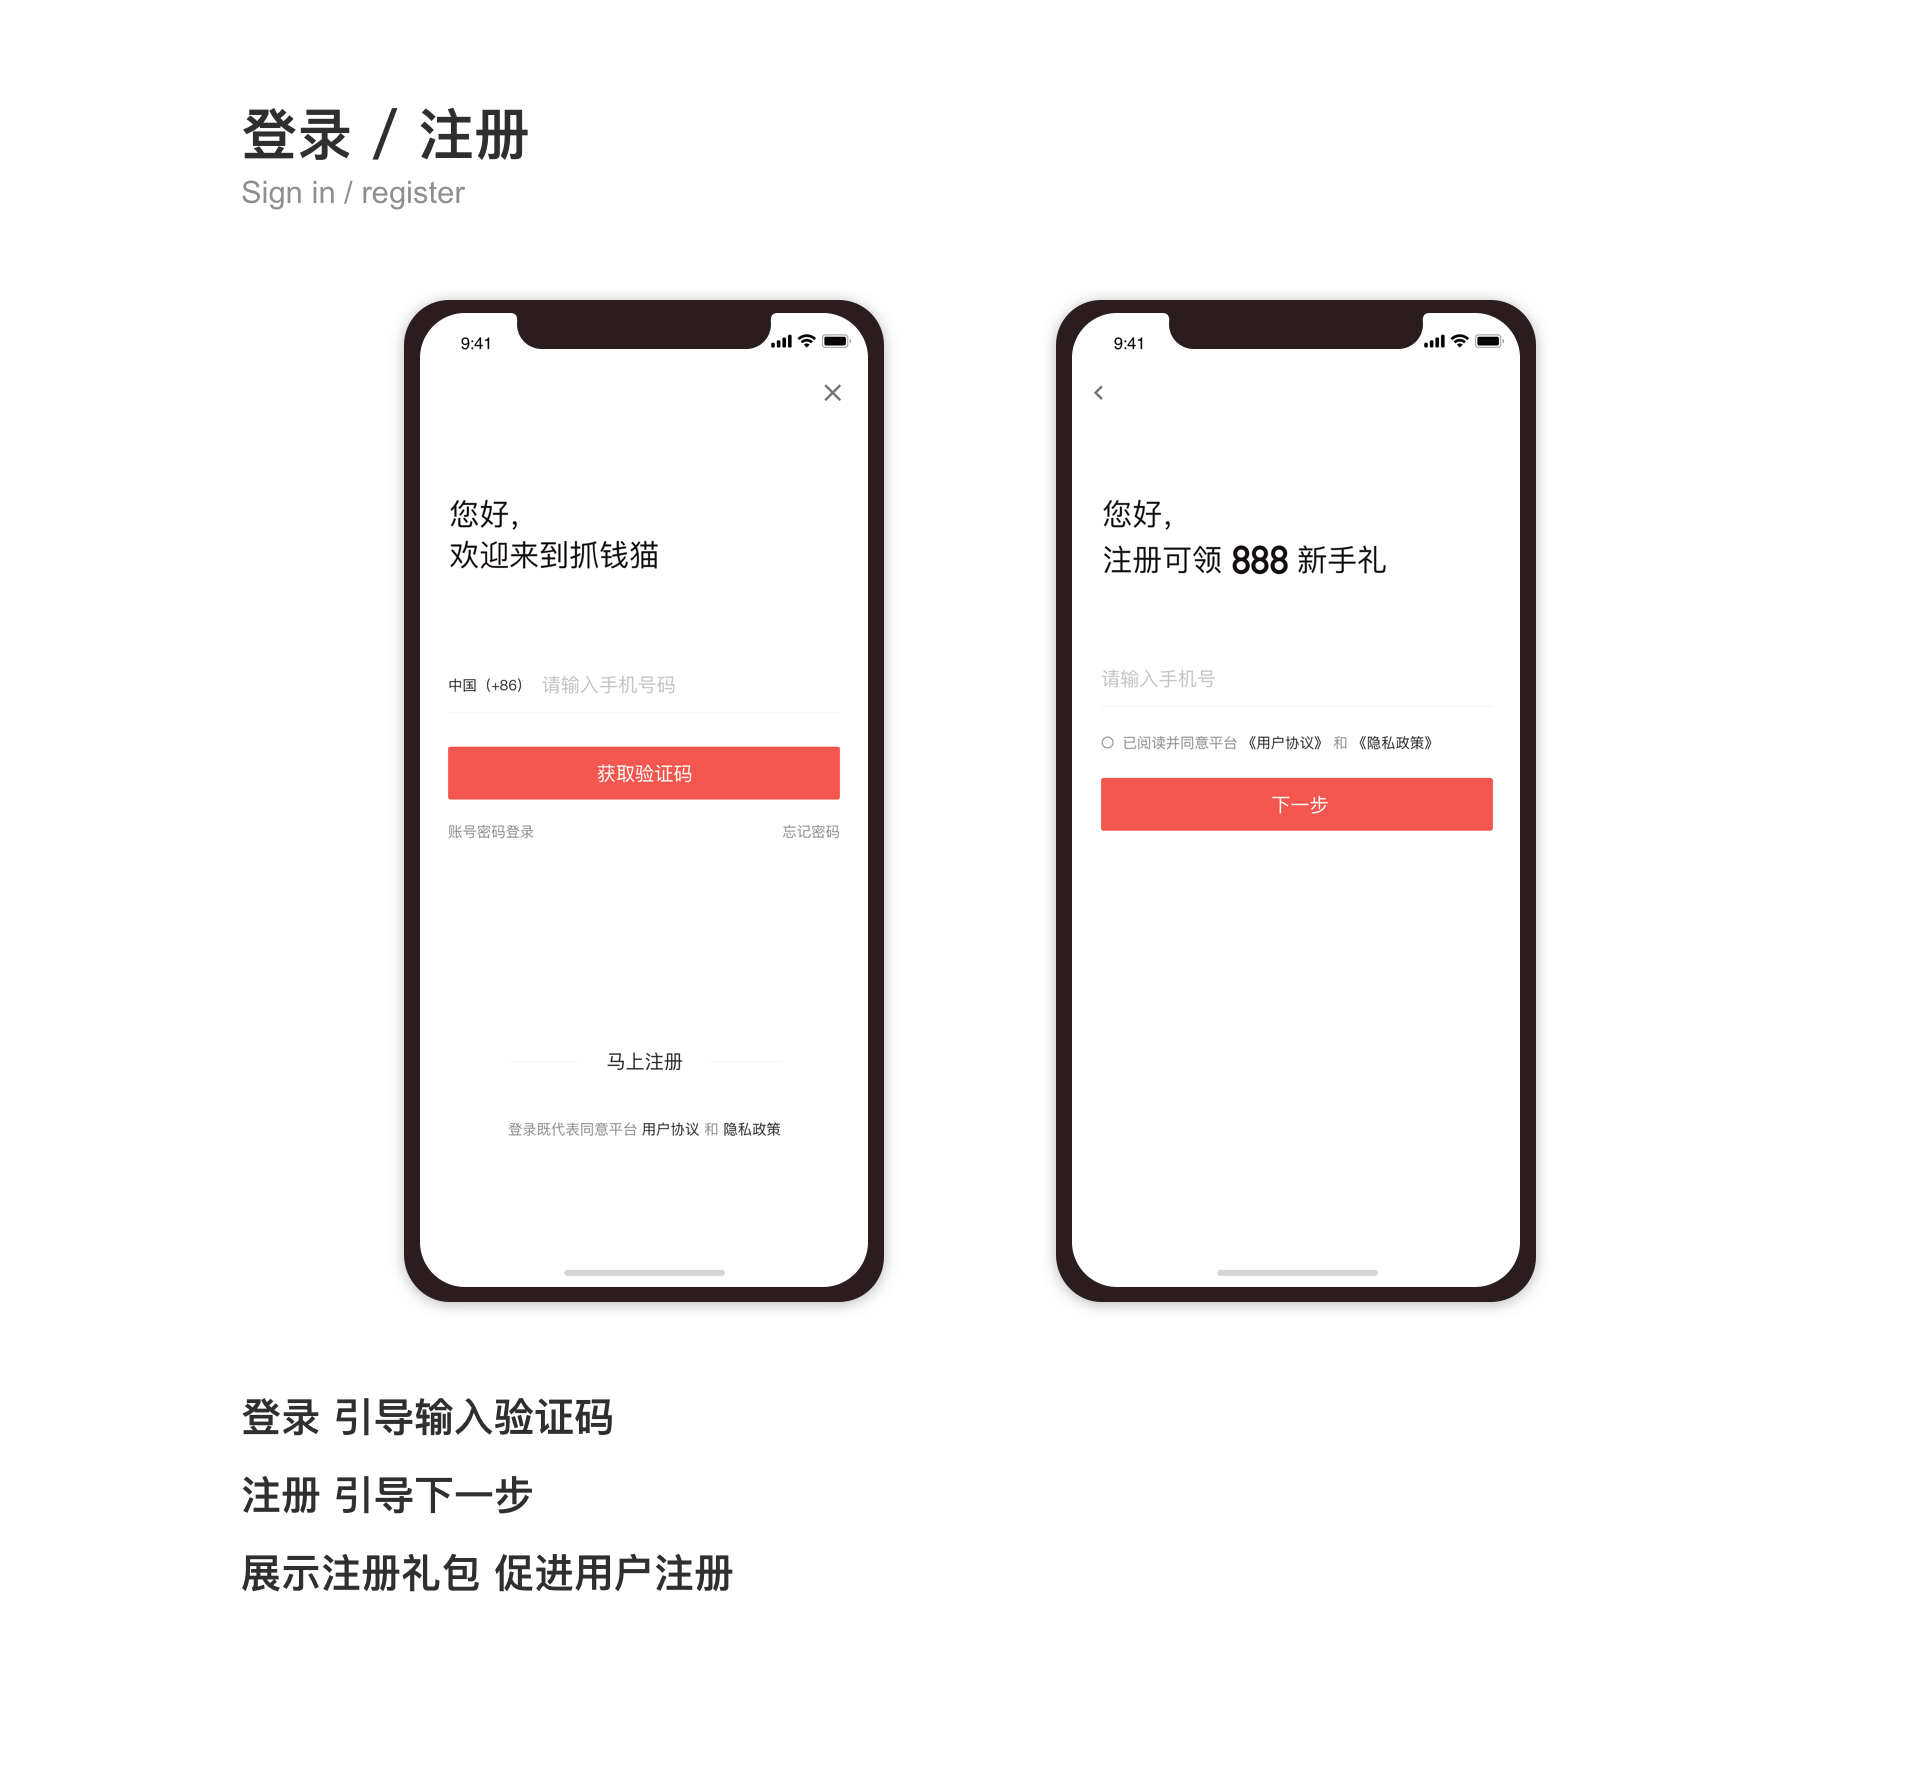 登录 / 注册
Sign in / register
9:41
您好，
欢迎来到抓钱猫
中国（+86） 请输入手机号码
获取验证码
账号密码登录 忘记密码
马上注册
登录既代表同意平台 用户协议 和 隐私政策
9:41
您好，
注册可领 888 新手礼
请输入手机号
已阅读并同意平台 《用户协议》 和 《隐私政策》
下一步
登录 引导输入验证码
注册 引导下一步
展示注册礼包 促进用户注册